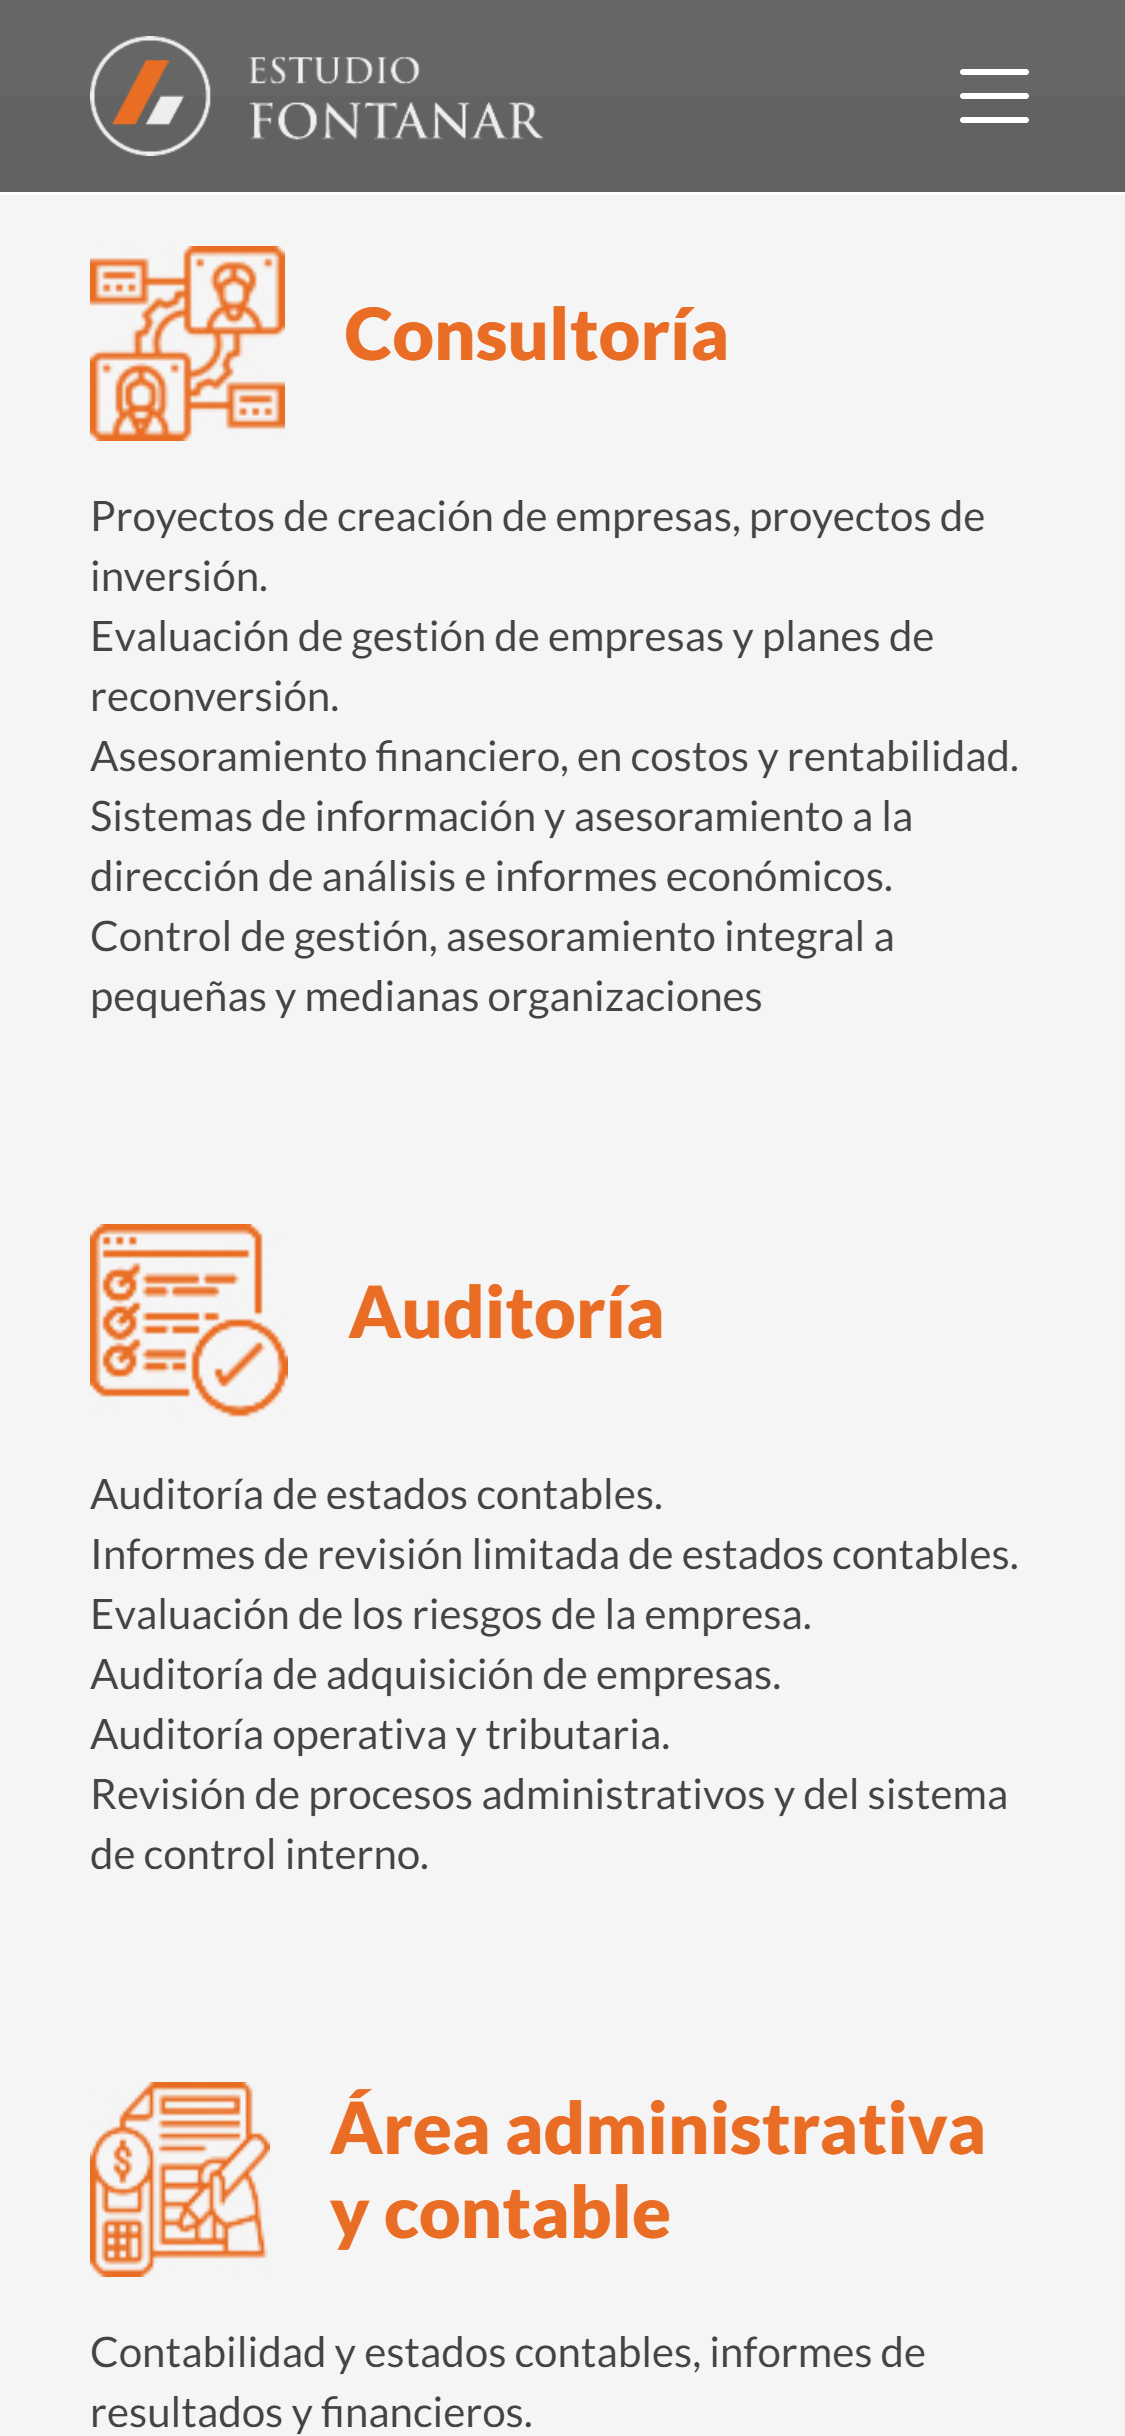 ESTUDIO
FONTANAR
Consultoría
Proyectos de creación de empresas, proyectos de
inversión.
Evaluación de gestión de empresas y planes de
reconversión.
Asesoramiento financiero, en costos y rentabilidad.
Sistemas de información y asesoramiento a la
dirección de análisis e informes económicos.
Control de gestión, asesoramiento integral a
pequeñas y medianas organizaciones
Auditoría
Auditoría de estados contables.
Informes de revisión limitada de estados contables.
Evaluación de los riesgos de la empresa.
Auditoría de adquisición de empresas.
Auditoría operativa y tributaria.
Revisión de procesos administrativos y del sistema
de control interno.
$
Área administrativa
y contable
Contabilidad y estados contables, informes de
resultados y financieros.